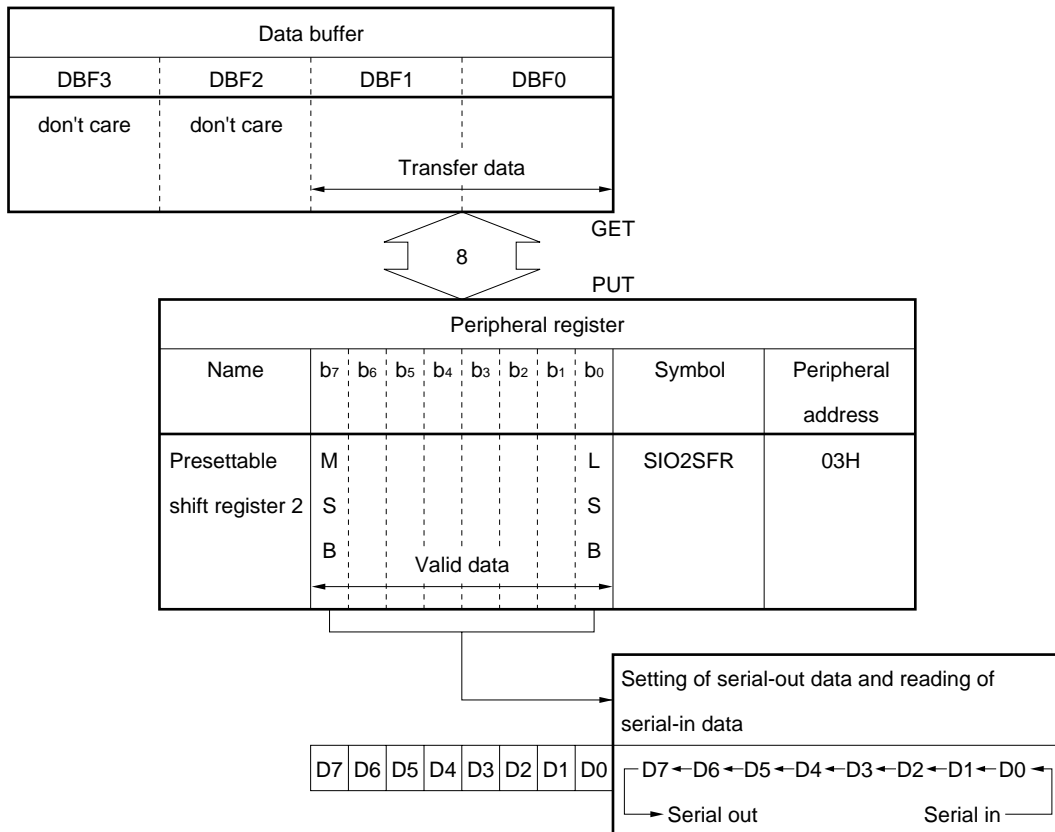 Data buffer
DBF3 DBF2 DBF1 DBF0
don't care don't care
Transfer data
GET
8
PUT
Peripheral register
Name b7 b6 b5 b4 b3 b2 b1 b0 Symbol Peripheral
address
Presettable M L SIO2SFR 03H
shift register 2 S S
B B
Valid data
Setting of serial-out data and reading of
serial-in data
D7 D6 D5 D4 D3 D2 D1 D0 D7 D6 D5 D4 D3 D2 D1 D0
Serial out Serial in